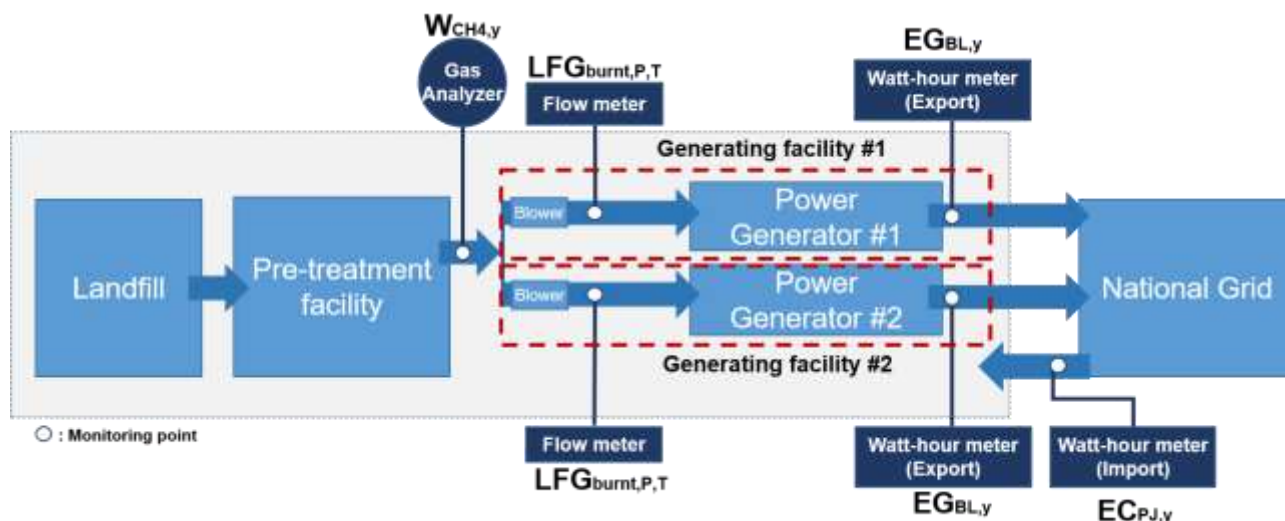 WCH4,y
Gas
Analyzer
LFGburnt,P,T
Flow meter
EGBL,y
Watt-hour meter
(Export)
Generating facility #1
Landfill
Pre-treatment
facility
Blower
Power
Generator #1
Blower
Power
Generator #2
National Grid
Generating facility #2
: Monitoring point
Flow meter
LFGburnt,P,T
Watt-hour meter
(Export)
EGBL,y
Watt-hour meter
(Import)
ECPJ,y